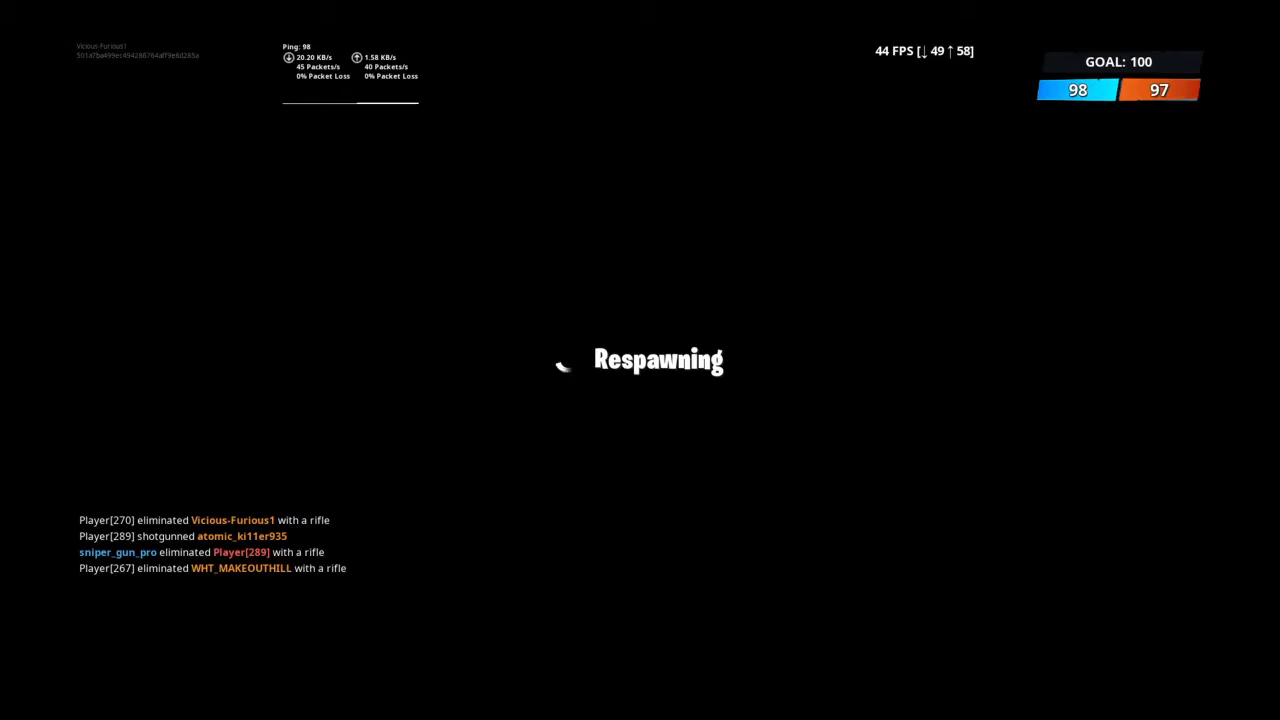 Vicious-Furious1
Ping: 98
20.20 KB/s
1.58 KB/s
45 Packets/s
40 Packets/s
0% Packet Loss
0% Packet Loss
44 FPS [↓ 49 ↑ 58]
GOAL: 100
98
97
Respawning
Player[270] eliminated Vicious-Furious1 with a rifle
Player[289] shotgunned atomic_ki11er935
sniper_gun_pro eliminated Player[289] with a rifle
Player[267] eliminated WHT_MAKEOUTHILL with a rifle